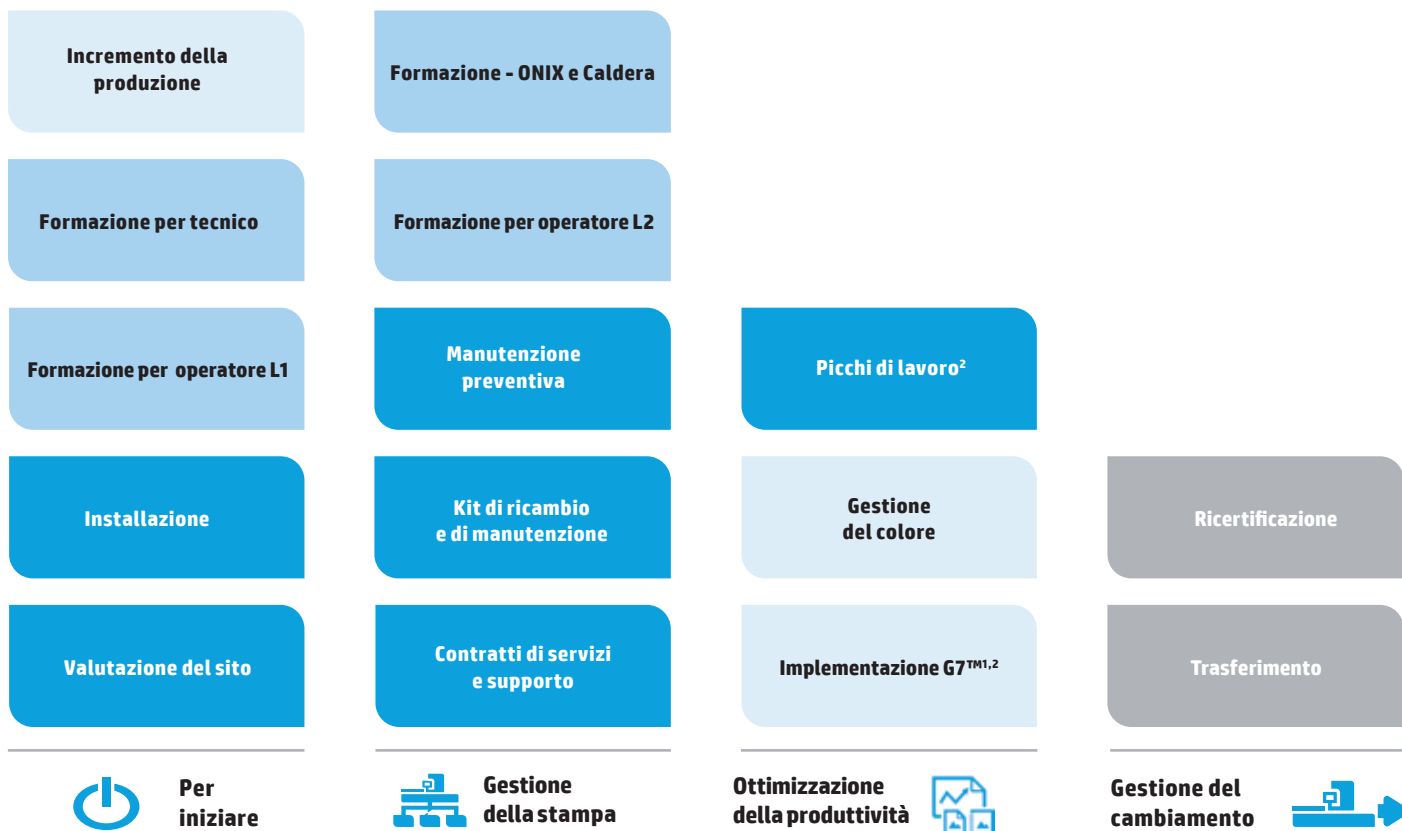 Incremento della
produzione
Formazione - ONIX e Caldera
Formazione per tecnico
Formazione per operatore L2
Formazione per operatore L1
Manutenzione
preventiva
Picchi di lavoro²
Installazione
Kit di ricambio
e di manutenzione
Gestione
del colore
Ricertificazione
Valutazione del sito
Contratti di servizi
e supporto
Implementazione G7™¹,²
Trasferimento
Per
iniziare
Gestione
della stampa
Ottimizzazione
della produttività
Gestione del
cambiamento